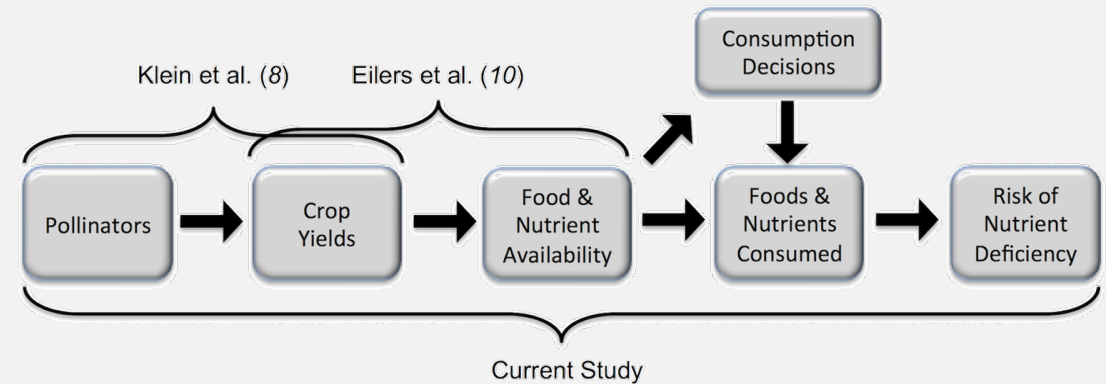 Consumption
Decisions
Klein et al. (8)
Eilers et al. (10)
Pollinators
Crop
Yields
Food &
Nutrient
Availability
Foods &
Nutrients
Consumed
Risk of
Nutrient
Deficiency
Current Study